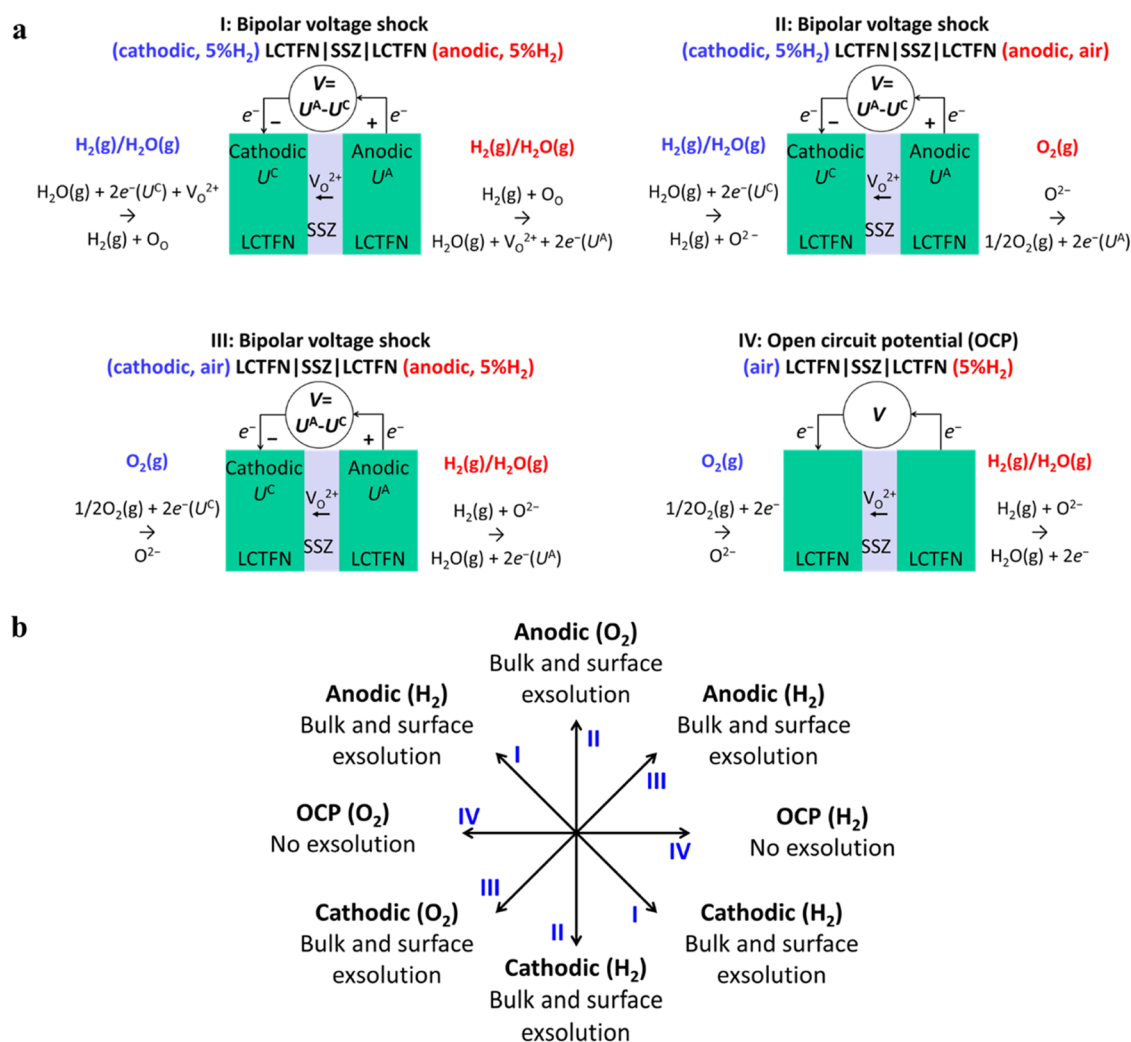 a
I: Bipolar voltage shock
(cathodic, 5%H₂) LCTFN|SSZ|LCTFN (anodic, 5%H₂)
V=
Uᴬ-Uᶜ
e⁻
−
+
e⁻
H₂(g)/H₂O(g)
H₂O(g) + 2e⁻(Uᶜ) + V_O²⁺
→
H₂(g) + O_O
Cathodic
Uᶜ
LCTFN
V_O²⁺
←
SSZ
Anodic
Uᴬ
LCTFN
H₂(g)/H₂O(g)
H₂(g) + O_O
→
H₂O(g) + V_O²⁺ + 2e⁻(Uᴬ)
II: Bipolar voltage shock
(cathodic, 5%H₂) LCTFN|SSZ|LCTFN (anodic, air)
V=
Uᴬ-Uᶜ
e⁻
−
+
e⁻
H₂(g)/H₂O(g)
H₂O(g) + 2e⁻(Uᶜ)
→
H₂(g) + O²⁻
Cathodic
Uᶜ
LCTFN
V_O²⁺
←
SSZ
Anodic
Uᴬ
LCTFN
O₂(g)
O²⁻
→
1/2O₂(g) + 2e⁻(Uᴬ)
III: Bipolar voltage shock
(cathodic, air) LCTFN|SSZ|LCTFN (anodic, 5%H₂)
V=
Uᴬ-Uᶜ
e⁻
−
+
e⁻
O₂(g)
1/2O₂(g) + 2e⁻(Uᶜ)
→
O²⁻
Cathodic
Uᶜ
LCTFN
V_O²⁺
←
SSZ
Anodic
Uᴬ
LCTFN
H₂(g)/H₂O(g)
H₂(g) + O²⁻
→
H₂O(g) + 2e⁻(Uᴬ)
IV: Open circuit potential (OCP)
(air) LCTFN|SSZ|LCTFN (5%H₂)
V
e⁻
e⁻
O₂(g)
1/2O₂(g) + 2e⁻
→
O²⁻
LCTFN
V_O²⁺
←
SSZ
LCTFN
H₂(g)/H₂O(g)
H₂(g) + O²⁻
→
H₂O(g) + 2e⁻
b
Anodic (O₂)
Bulk and surface
exsolution
Anodic (H₂)
Bulk and surface
exsolution
Anodic (H₂)
Bulk and surface
exsolution
I
II
III
OCP (O₂)
No exsolution
IV
IV
OCP (H₂)
No exsolution
III
II
I
Cathodic (O₂)
Bulk and surface
exsolution
Cathodic (H₂)
Bulk and surface
exsolution
Cathodic (H₂)
Bulk and surface
exsolution